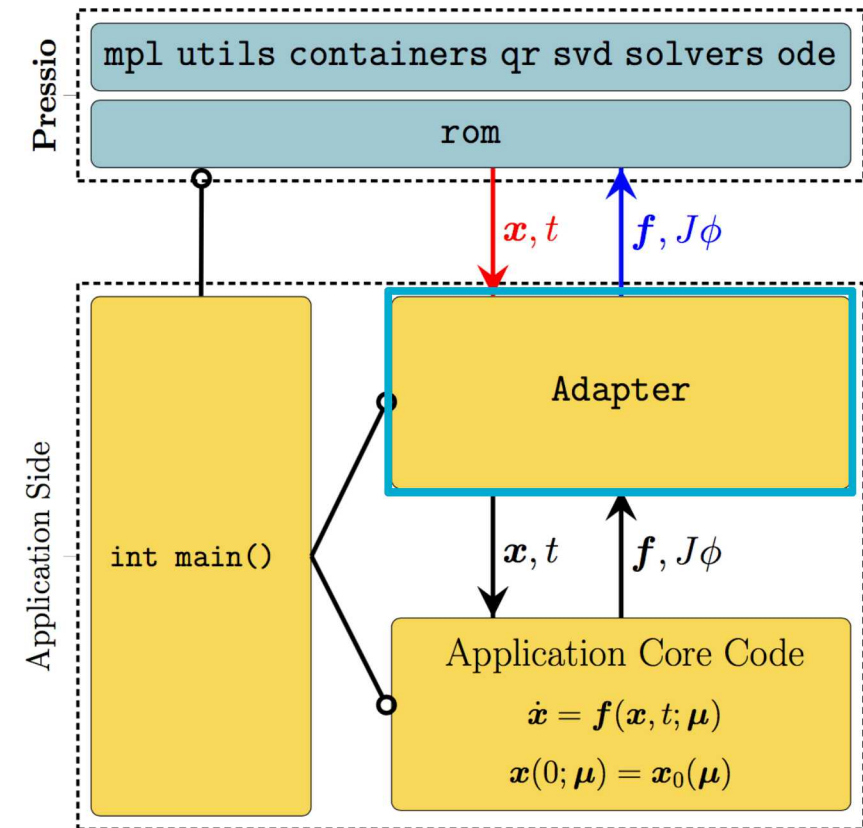 Pressio
mpl utils containers qr svd solvers ode
rom
x, t
f, Jϕ
Application Side
int main()
Adapter
x, t
f, Jϕ
Application Core Code
ẋ = f(x, t; μ)
x(0; μ) = x₀(μ)